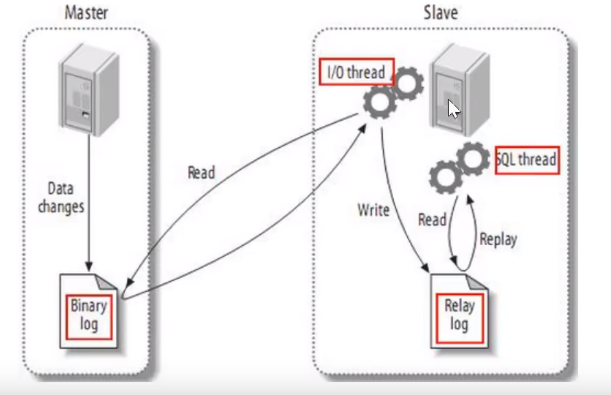 Master
Slave
I/O thread
SQL thread
Read
Data
changes
Write
Read
Replay
Binary
log
Relay
log